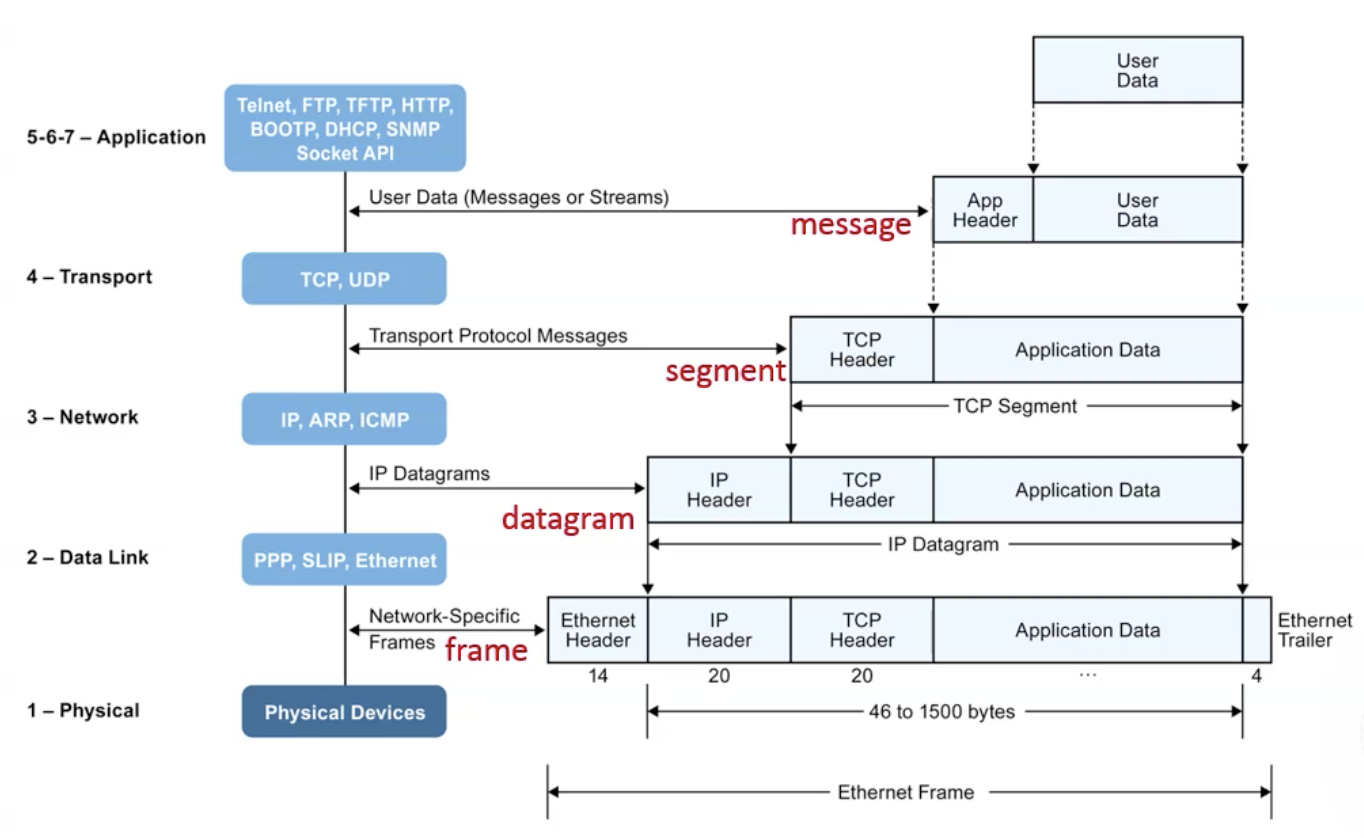 User
Data
Telnet, FTP, TFTP, HTTP,
BOOTP, DHCP, SNMP
Socket API
5-6-7 – Application
User Data (Messages or Streams)
message
App
Header
User
Data
4 – Transport
TCP, UDP
Transport Protocol Messages
segment
TCP
Header
Application Data
TCP Segment
3 – Network
IP, ARP, ICMP
IP Datagrams
datagram
IP
Header
TCP
Header
Application Data
IP Datagram
2 – Data Link
PPP, SLIP, Ethernet
Network-Specific
Frames
frame
Ethernet
Header
IP
Header
TCP
Header
Application Data
Ethernet
Trailer
14 20 20 ... 4
1 – Physical
Physical Devices
46 to 1500 bytes
Ethernet Frame